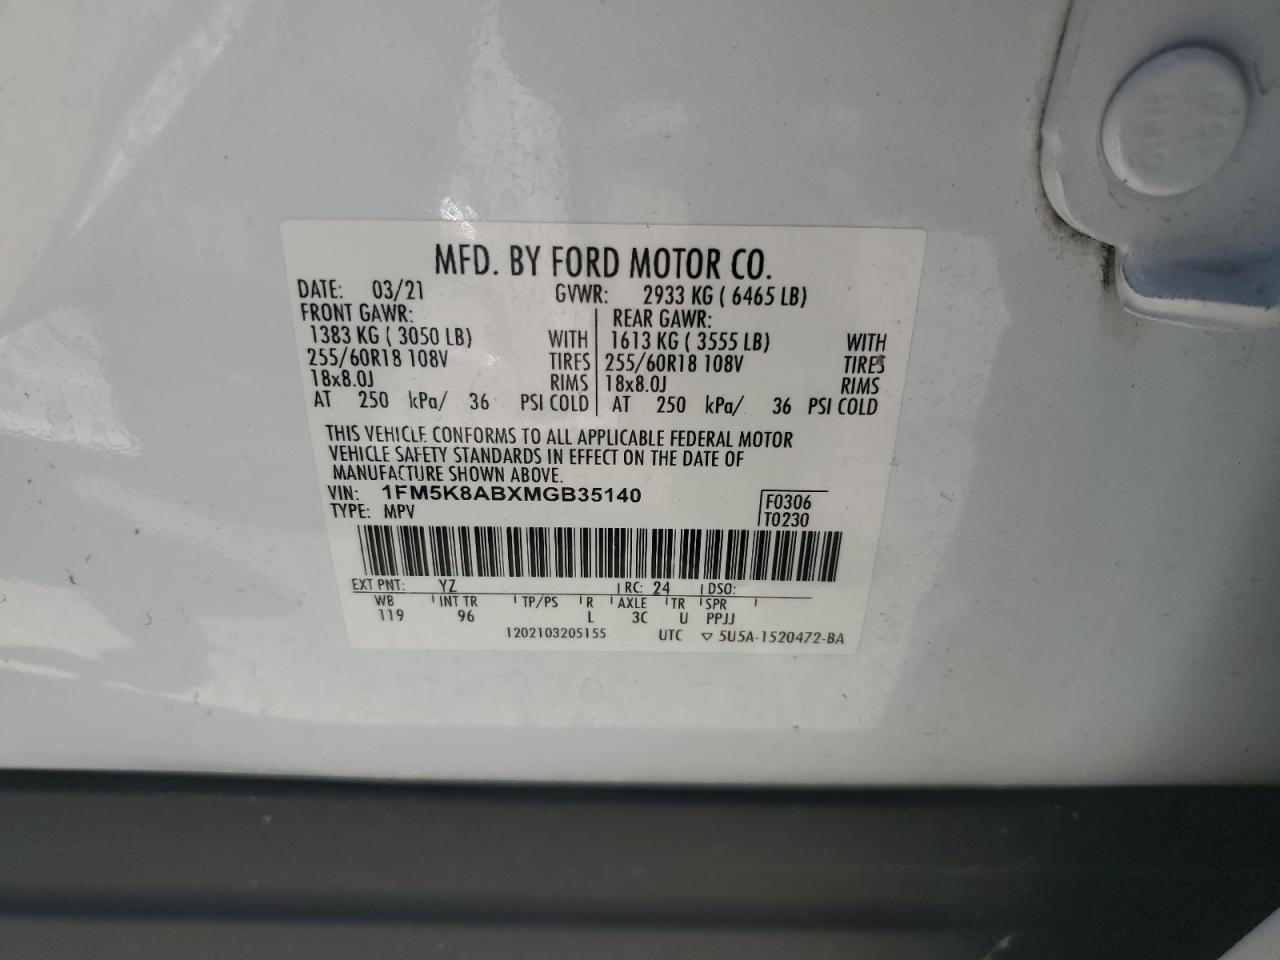 MFD. BY FORD MOTOR CO.
DATE: 03/21 GVWR: 2933 KG ( 6465 LB)
FRONT GAWR: REAR GAWR:
1383 KG ( 3050 LB) WITH 1613 KG ( 3555 LB) WITH
255/60R18 108V TIRES 255/60R18 108V TIRES
18x8.0J RIMS 18x8.0J RIMS
AT 250 kPa/ 36 PSI COLD AT 250 kPa/ 36 PSI COLD
THIS VEHICLE CONFORMS TO ALL APPLICABLE FEDERAL MOTOR
VEHICLE SAFETY STANDARDS IN EFFECT ON THE DATE OF
MANUFACTURE SHOWN ABOVE.
VIN: 1FM5K8ABXMGB35140 F0306
TYPE: MPV T0230
EXT PNT: YZ RC: 24 DSO:
WB INT TR TP/PS R AXLE TR SPR
119 96 L 3C U PPJJ
1202103205155 UTC ▽ 5U5A-1520472-BA